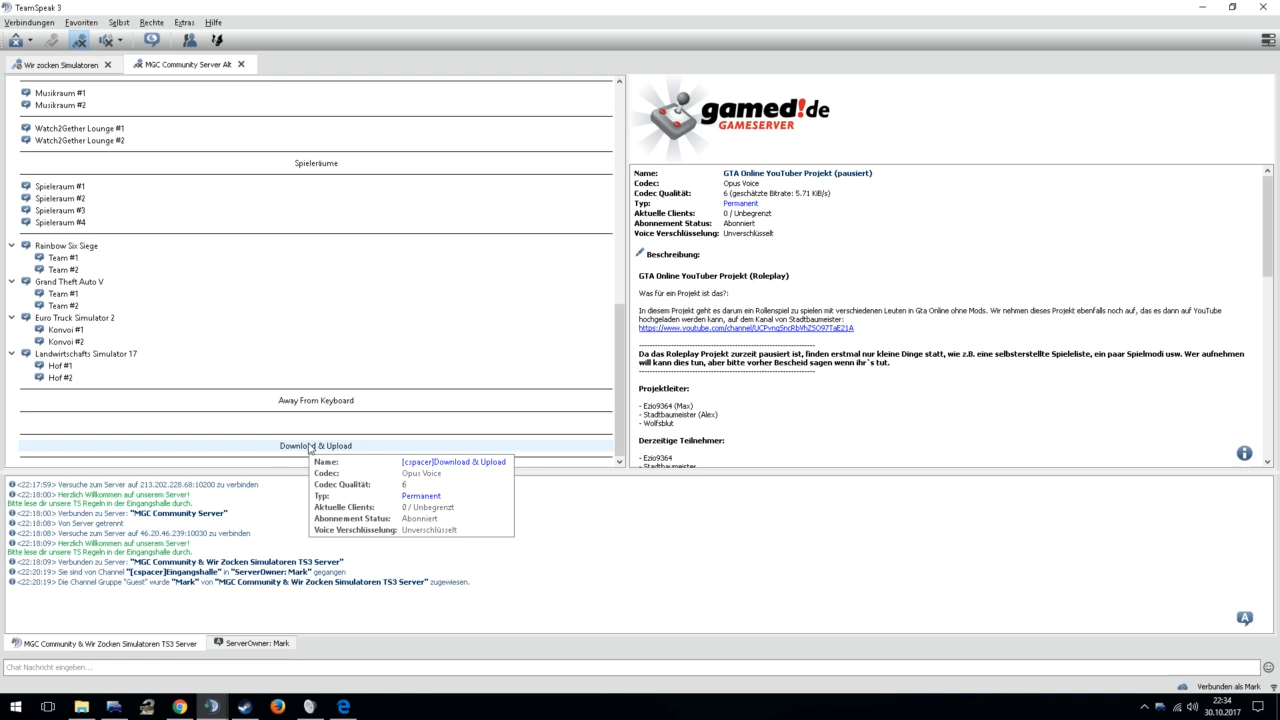 TeamSpeak 3
Verbindungen Favoriten Selbst Rechte Extras Hilfe
Wir zocken Simulatoren MGC Community Server Alt
Musikraum #1
Musikraum #2
Watch2Gether Lounge #1
Watch2Gether Lounge #2
Spieleräume
Spieleraum #1
Spieleraum #2
Spieleraum #3
Spieleraum #4
Rainbow Six Siege
Team #1
Team #2
Grand Theft Auto V
Team #1
Team #2
Euro Truck Simulator 2
Konvoi #1
Konvoi #2
Landwirtschafts Simulator 17
Hof #1
Hof #2
Away From Keyboard
Download & Upload
Name: [cspacer]Download & Upload
Codec: Opus Voice
Codec Qualität: 6
Typ: Permanent
Aktuelle Clients: 0 / Unbegrenzt
Abonnement Status: Abonniert
Voice Verschlüsselung: Unverschlüsselt
gamed!de
GAMESERVER
Name: GTA Online YouTuber Projekt (pausiert)
Codec: Opus Voice
Codec Qualität: 6 (geschätzte Bitrate: 5.71 KiB/s)
Typ: Permanent
Aktuelle Clients: 0 / Unbegrenzt
Abonnement Status: Abonniert
Voice Verschlüsselung: Unverschlüsselt
Beschreibung:
GTA Online YouTuber Projekt (Roleplay)
Was für ein Projekt ist das?:
In diesem Projekt geht es darum ein Rollenspiel zu spielen mit verschiedenen Leuten in Gta Online ohne Mods. Wir nehmen dieses Projekt ebenfalls noch auf, das es dann auf YouTube
hochgeladen werden kann, auf dem Kanal von Stadtbaumeister:
Da das Roleplay Projekt zurzeit pausiert ist, finden erstmal nur kleine Dinge statt, wie z.B. eine selbsterstellte Spieleliste, ein paar Spielmodi usw. Wer aufnehmen
will kann dies tun, aber bitte vorher Bescheid sagen wenn ihr`s tut.
Projektleiter:
- Ezio9364 (Max)
- Stadtbaumeister (Alex)
- Wolfsblut
Derzeitige Teilnehmer:
- Ezio9364
- Stadtbaumeister
<22:17:59> Versuche zum Server auf 213.202.228.68:10200 zu verbinden
<22:18:00> Herzlich Willkommen auf unserem Server!
Bitte lese dir unsere TS Regeln in der Eingangshalle durch.
<22:18:00> Verbunden zu Server: "MGC Community Server"
<22:18:08> Von Server getrennt
<22:18:08> Versuche zum Server auf 46.20.46.239:10030 zu verbinden
<22:18:09> Herzlich Willkommen auf unserem Server!
Bitte lese dir unsere TS Regeln in der Eingangshalle durch.
<22:18:09> Verbunden zu Server: "MGC Community & Wir Zocken Simulatoren TS3 Server"
<22:20:19> Sie sind von Channel "[cspacer]Eingangshalle" in "ServerOwner: Mark" gegangen
<22:20:19> Die Channel Gruppe "Guest" wurde "Mark" von "MGC Community & Wir Zocken Simulatoren TS3 Server" zugewiesen.
MGC Community & Wir Zocken Simulatoren TS3 Server ServerOwner: Mark
Chat Nachricht eingeben...
Verbunden als Mark
22:34
30.10.2017